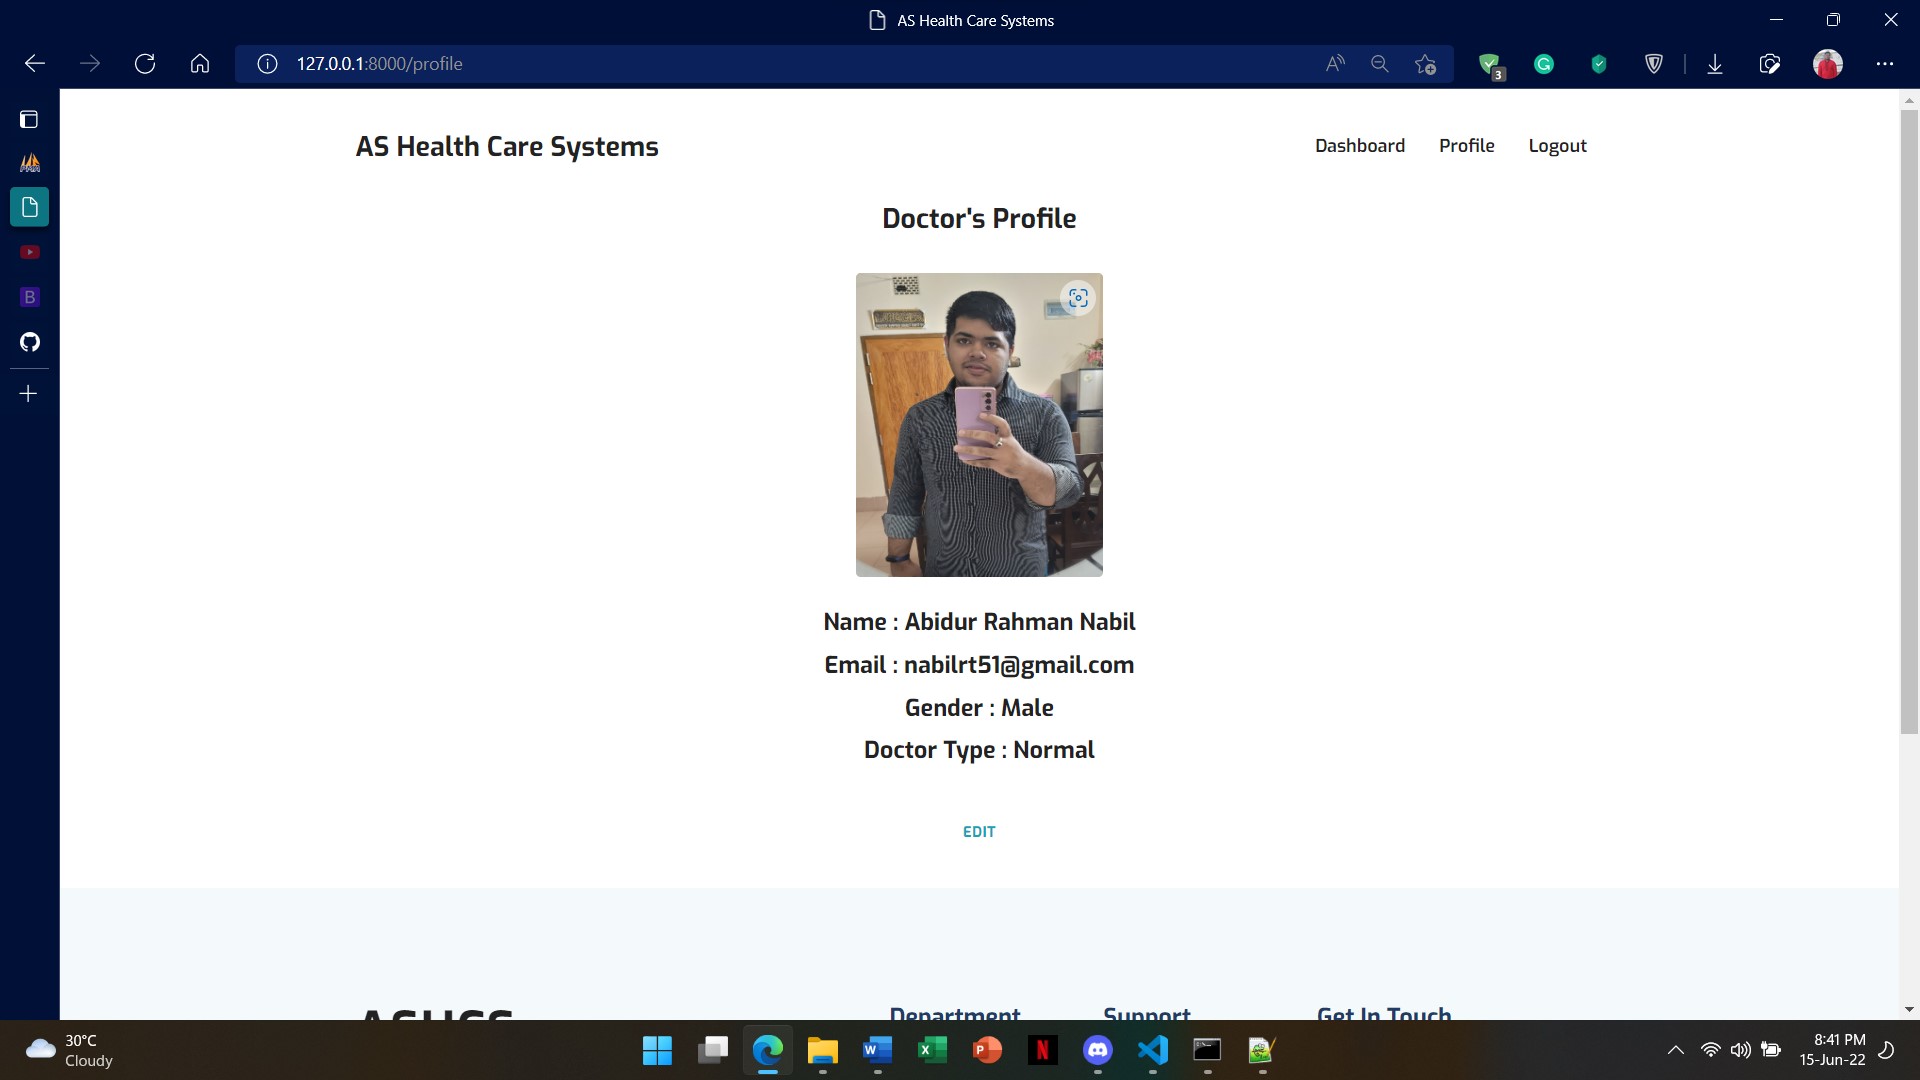 AS Health Care Systems
127.0.0.1:8000/profile
3
AS Health Care Systems
Dashboard Profile Logout
Doctor's Profile
Name : Abidur Rahman Nabil
Email : nabilrt51@gmail.com
Gender : Male
Doctor Type : Normal
EDIT
ASHCS Department Support Get In Touch
30°C
Cloudy
8:41 PM
15-Jun-22